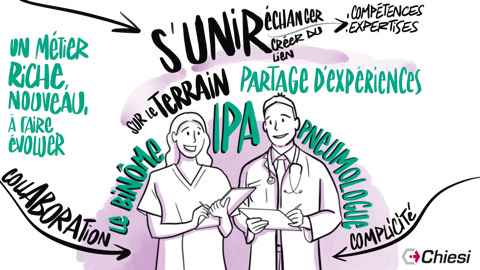 S'UNIR
ÉCHANGER
CRÉER DU
LIEN
COMPÉTENCES
EXPERTISES
UN MÉTIER
RICHE,
NOUVEAU,
À FAIRE
ÉVOLUER
SUR LE TERRAIN
PARTAGE D'EXPÉRIENCES
LE BINÔME
IPA
PNEUMOLOGUE
COLLABORATION
COMPLICITÉ
Chiesi